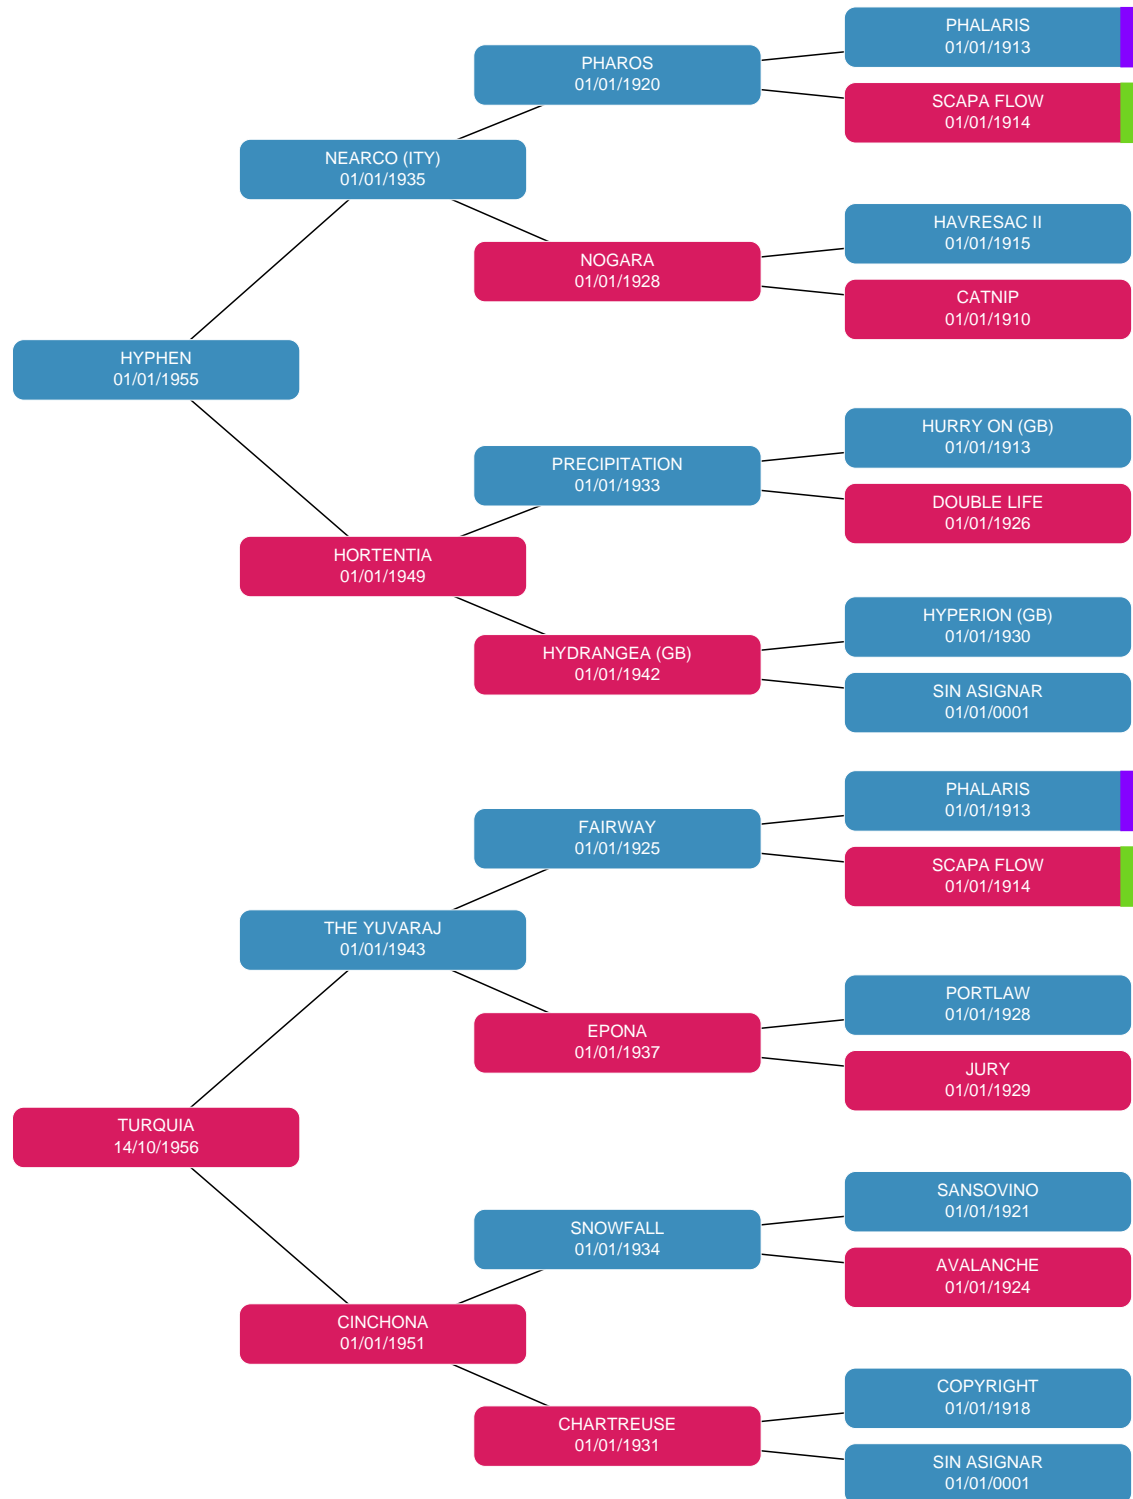 PHALARIS
01/01/1913
PHAROS
01/01/1920
SCAPA FLOW
01/01/1914
NEARCO (ITY)
01/01/1935
HAVRESAC II
01/01/1915
NOGARA
01/01/1928
CATNIP
01/01/1910
HYPHEN
01/01/1955
HURRY ON (GB)
01/01/1913
PRECIPITATION
01/01/1933
DOUBLE LIFE
01/01/1926
HORTENTIA
01/01/1949
HYPERION (GB)
01/01/1930
HYDRANGEA (GB)
01/01/1942
SIN ASIGNAR
01/01/0001
PHALARIS
01/01/1913
FAIRWAY
01/01/1925
SCAPA FLOW
01/01/1914
THE YUVARAJ
01/01/1943
PORTLAW
01/01/1928
EPONA
01/01/1937
JURY
01/01/1929
TURQUIA
14/10/1956
SANSOVINO
01/01/1921
SNOWFALL
01/01/1934
AVALANCHE
01/01/1924
CINCHONA
01/01/1951
COPYRIGHT
01/01/1918
CHARTREUSE
01/01/1931
SIN ASIGNAR
01/01/0001